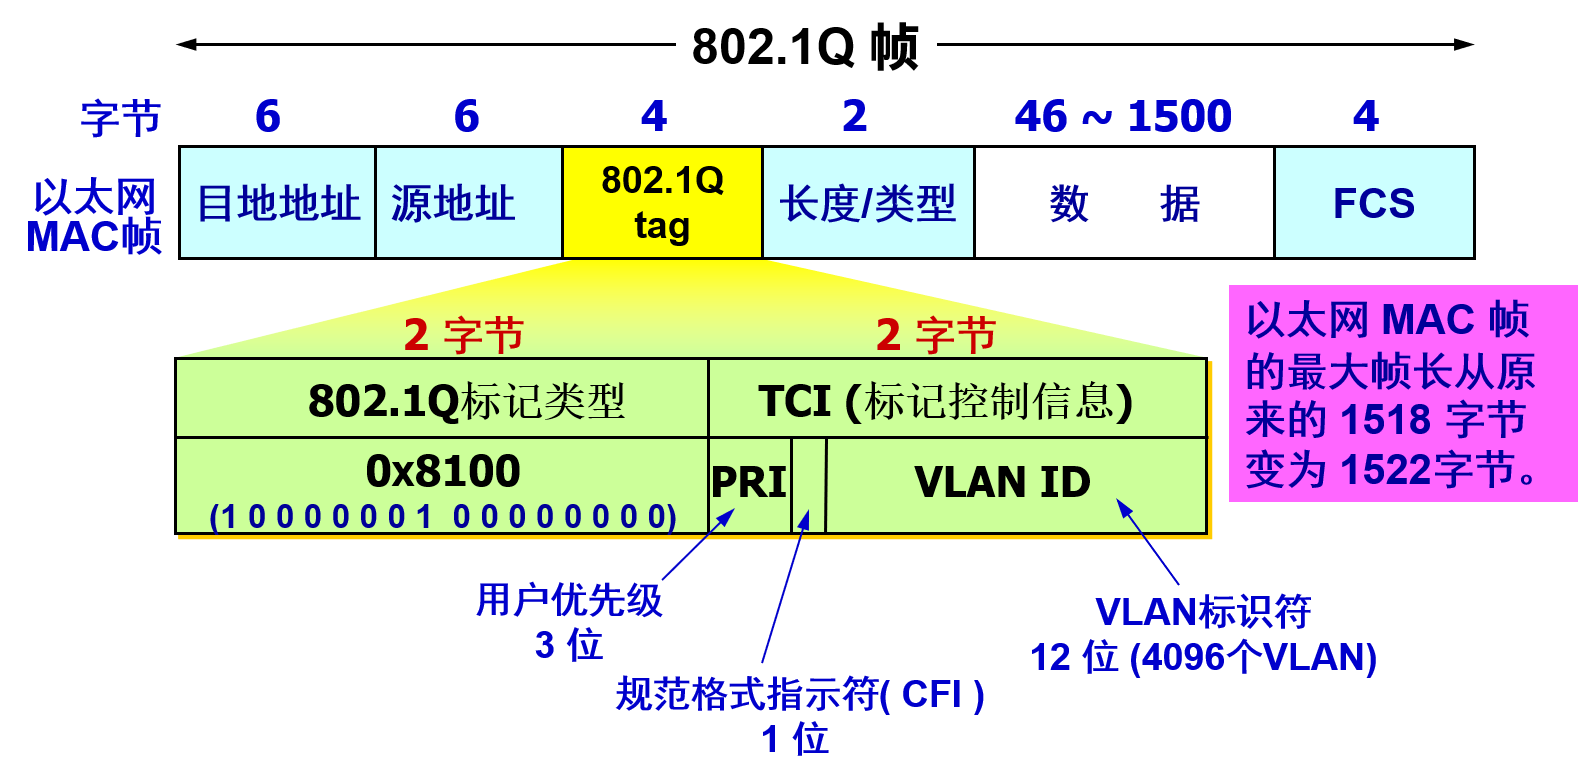 802.1Q 帧
字节 6 6 4 2 46 ~ 1500 4
以太网
MAC帧
目地地址 源地址 802.1Q
tag
长度/类型 数 据 FCS
2 字节 2 字节
802.1Q标记类型 TCI (标记控制信息)
0x8100
(1 0 0 0 0 0 0 1 0 0 0 0 0 0 0 0)
PRI VLAN ID
以太网 MAC 帧
的最大帧长从原
来的 1518 字节
变为 1522字节。
用户优先级
3 位
规范格式指示符( CFI )
1 位
VLAN标识符
12 位 (4096个VLAN)